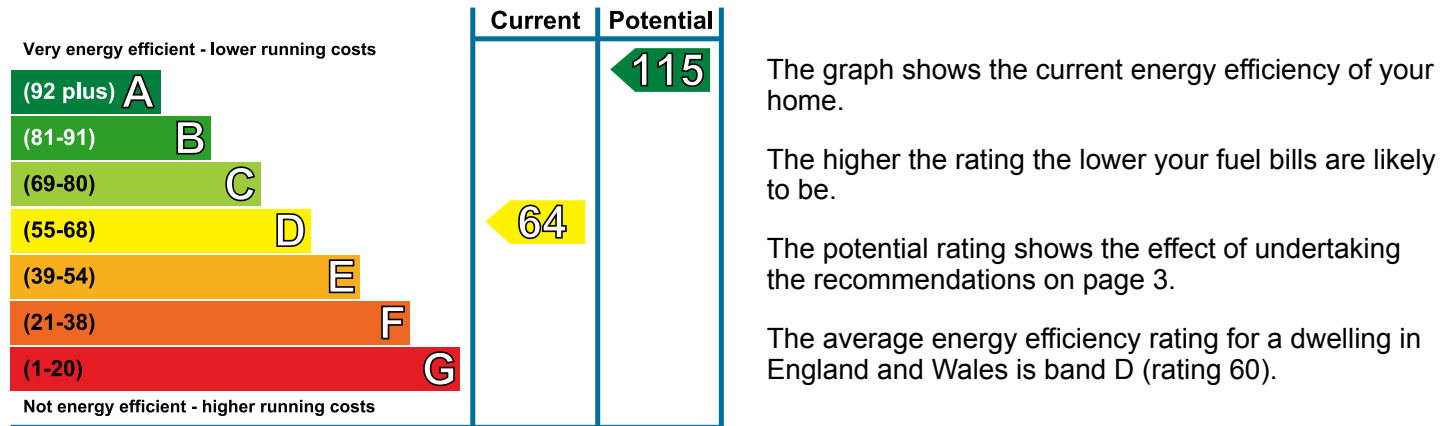 Current Potential
Very energy efficient - lower running costs
(92 plus) A
(81-91) B
(69-80) C
(55-68) D
(39-54) E
(21-38) F
(1-20) G
Not energy efficient - higher running costs
64
115
The graph shows the current energy efficiency of your
home.
The higher the rating the lower your fuel bills are likely
to be.
The potential rating shows the effect of undertaking
the recommendations on page 3.
The average energy efficiency rating for a dwelling in
England and Wales is band D (rating 60).